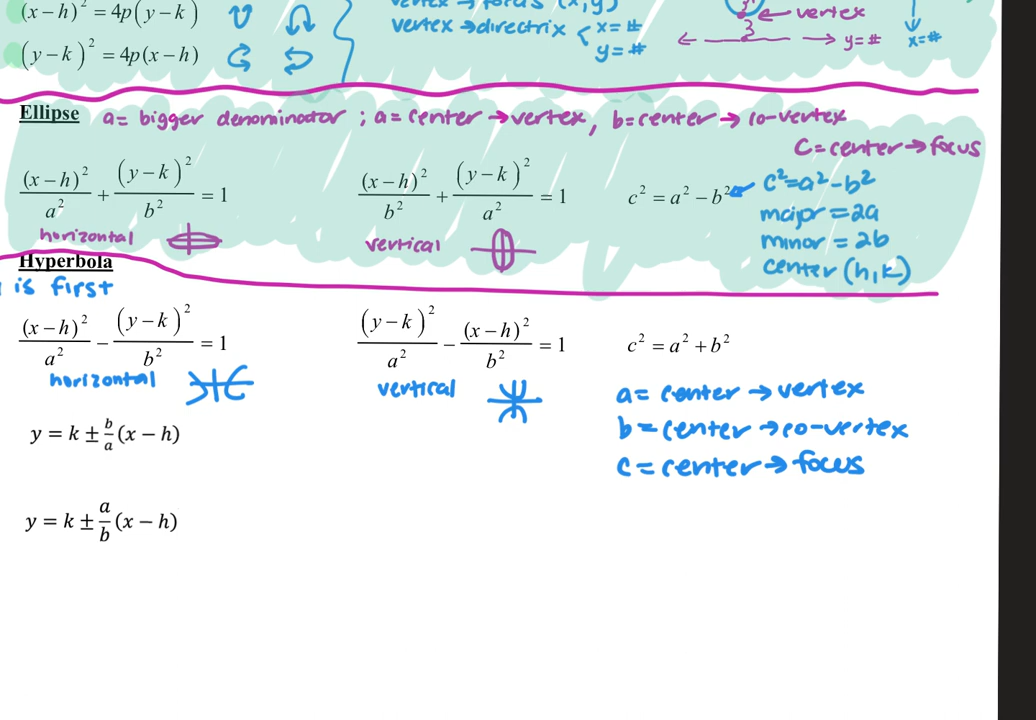 (x−h)² = 4p(y−k)
vertex → focus (x,y)
vertex → directrix x=#
y=#
← vertex
y=#
x=#
(y−k)² = 4p(x−h)
Ellipse a= bigger denominator ; a=center→vertex, b=center→co-vertex
c=center→focus
(x−h)²/a² + (y−k)²/b² = 1
(x−h)²/b² + (y−k)²/a² = 1
c² = a² − b²
c²=a²-b²
major = 2a
minor = 2b
center (h,k)
horizontal
vertical
Hyperbola
is first
(x−h)²/a² − (y−k)²/b² = 1
(y−k)²/a² − (x−h)²/b² = 1
c² = a² + b²
horizontal
vertical
a= center → vertex
b= center → co-vertex
c= center → focus
y = k ± b/a (x − h)
y = k ± a/b (x − h)